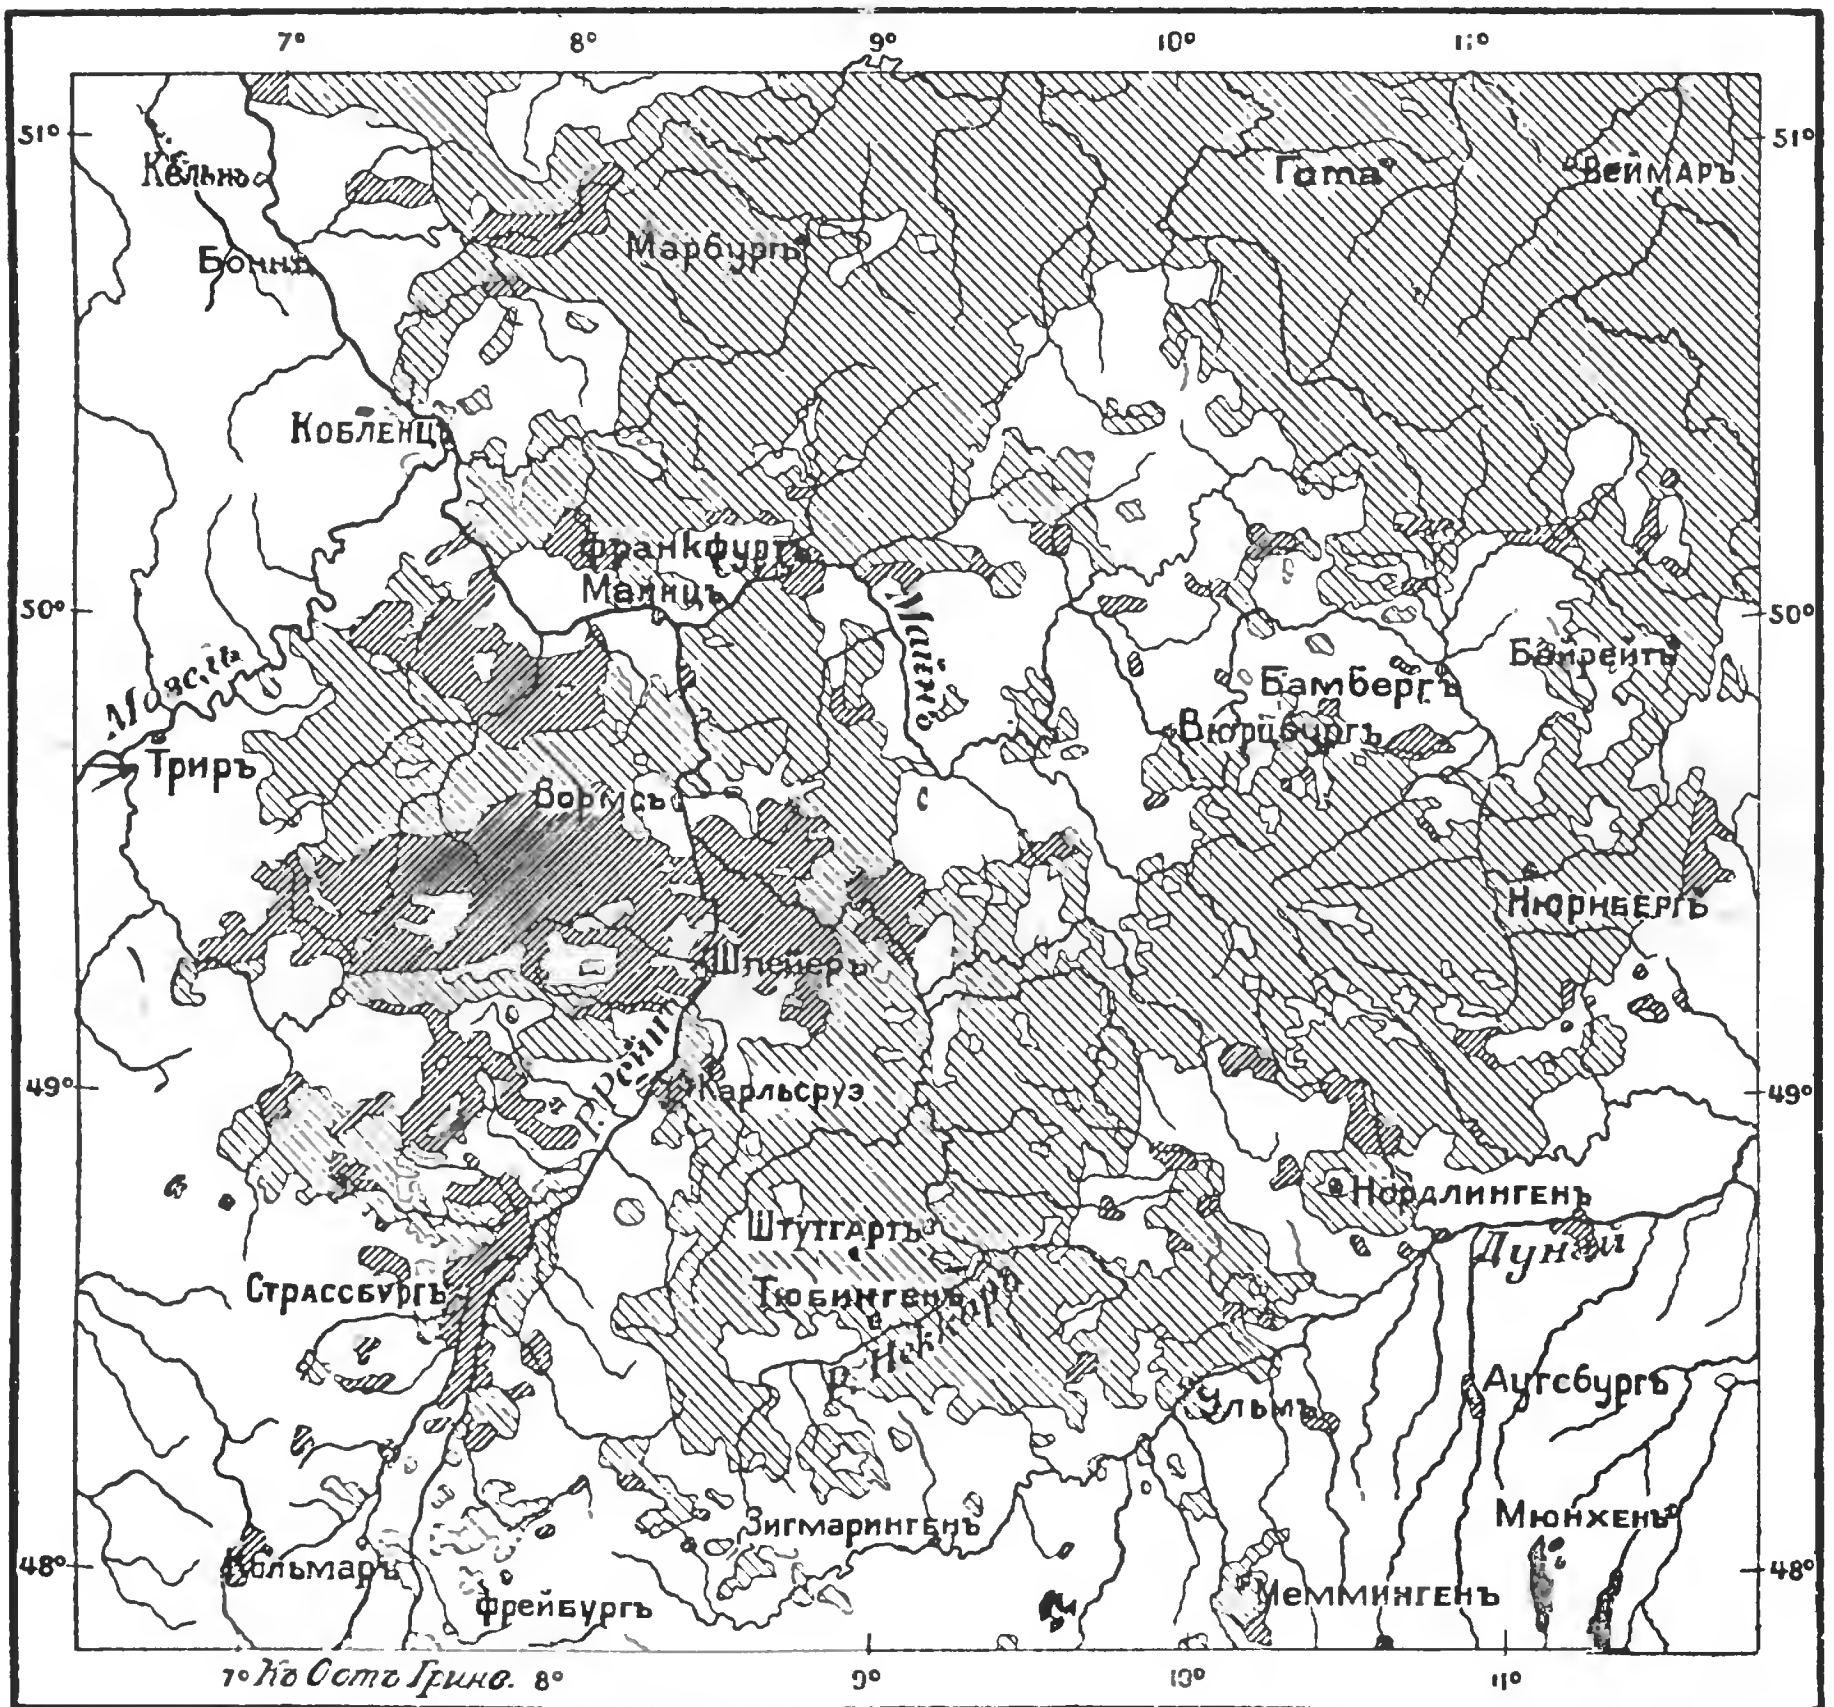 7° 8° 9° 10° 11°
51° 51°
Кёльнъ
Гота
Веймаръ
Боннъ
Марбургъ
Кобленцъ
Франкфуртъ
Майнцъ
50° 50°
Майнъ
Байрейтъ
Бамбергъ
Вюрцбургъ
Триръ
Вормсъ
Нюрнбергъ
Шпейеръ
р. Рейнъ
49° 49°
Карльсруэ
Нордлингенъ
Штутгартъ
Дунай
Страссбургъ
Тюбингенъ
р. Неккаръ
Аугсбургъ
Ульмъ
Мюнхенъ
Зигмарингенъ
48° 48°
Кольмаръ
Фрейбургъ
Меммингенъ
7° Къ Остъ Гринв. 8° 9° 10° 11°